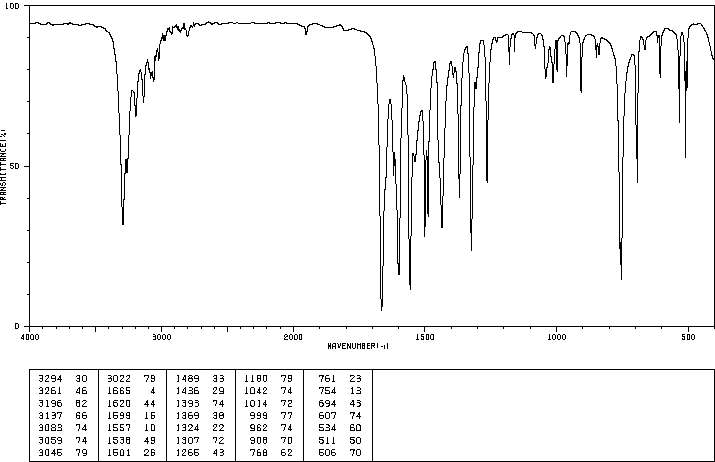 100
50
0
TRANSMITTANCE(%)
4000 3000 2000 1500 1000 500
WAVENUMBER(-1)
3294 30 3022 79 1489 33 1180 79 761 23
3261 46 1665 4 1436 29 1042 74 754 13
3196 62 1620 44 1393 74 1014 72 694 43
3137 66 1599 15 1369 38 999 77 607 74
3083 74 1557 10 1324 22 962 74 534 60
3059 74 1538 49 1307 72 908 70 511 50
3046 79 1501 26 1266 43 768 62 506 70